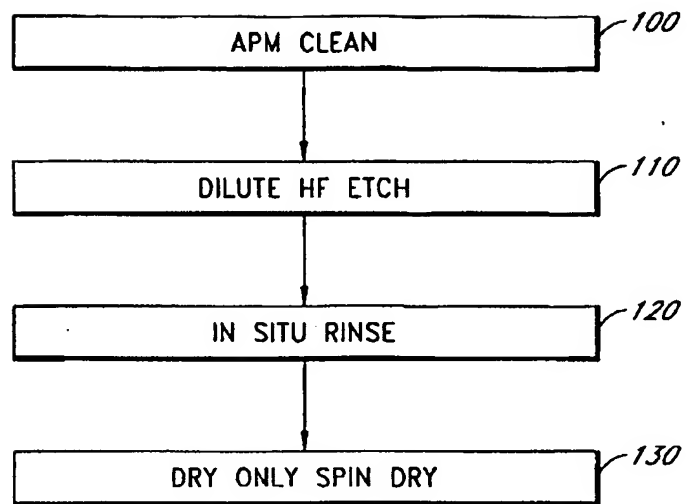 APM CLEAN
100
DILUTE HF ETCH
110
IN SITU RINSE
120
DRY ONLY SPIN DRY
130